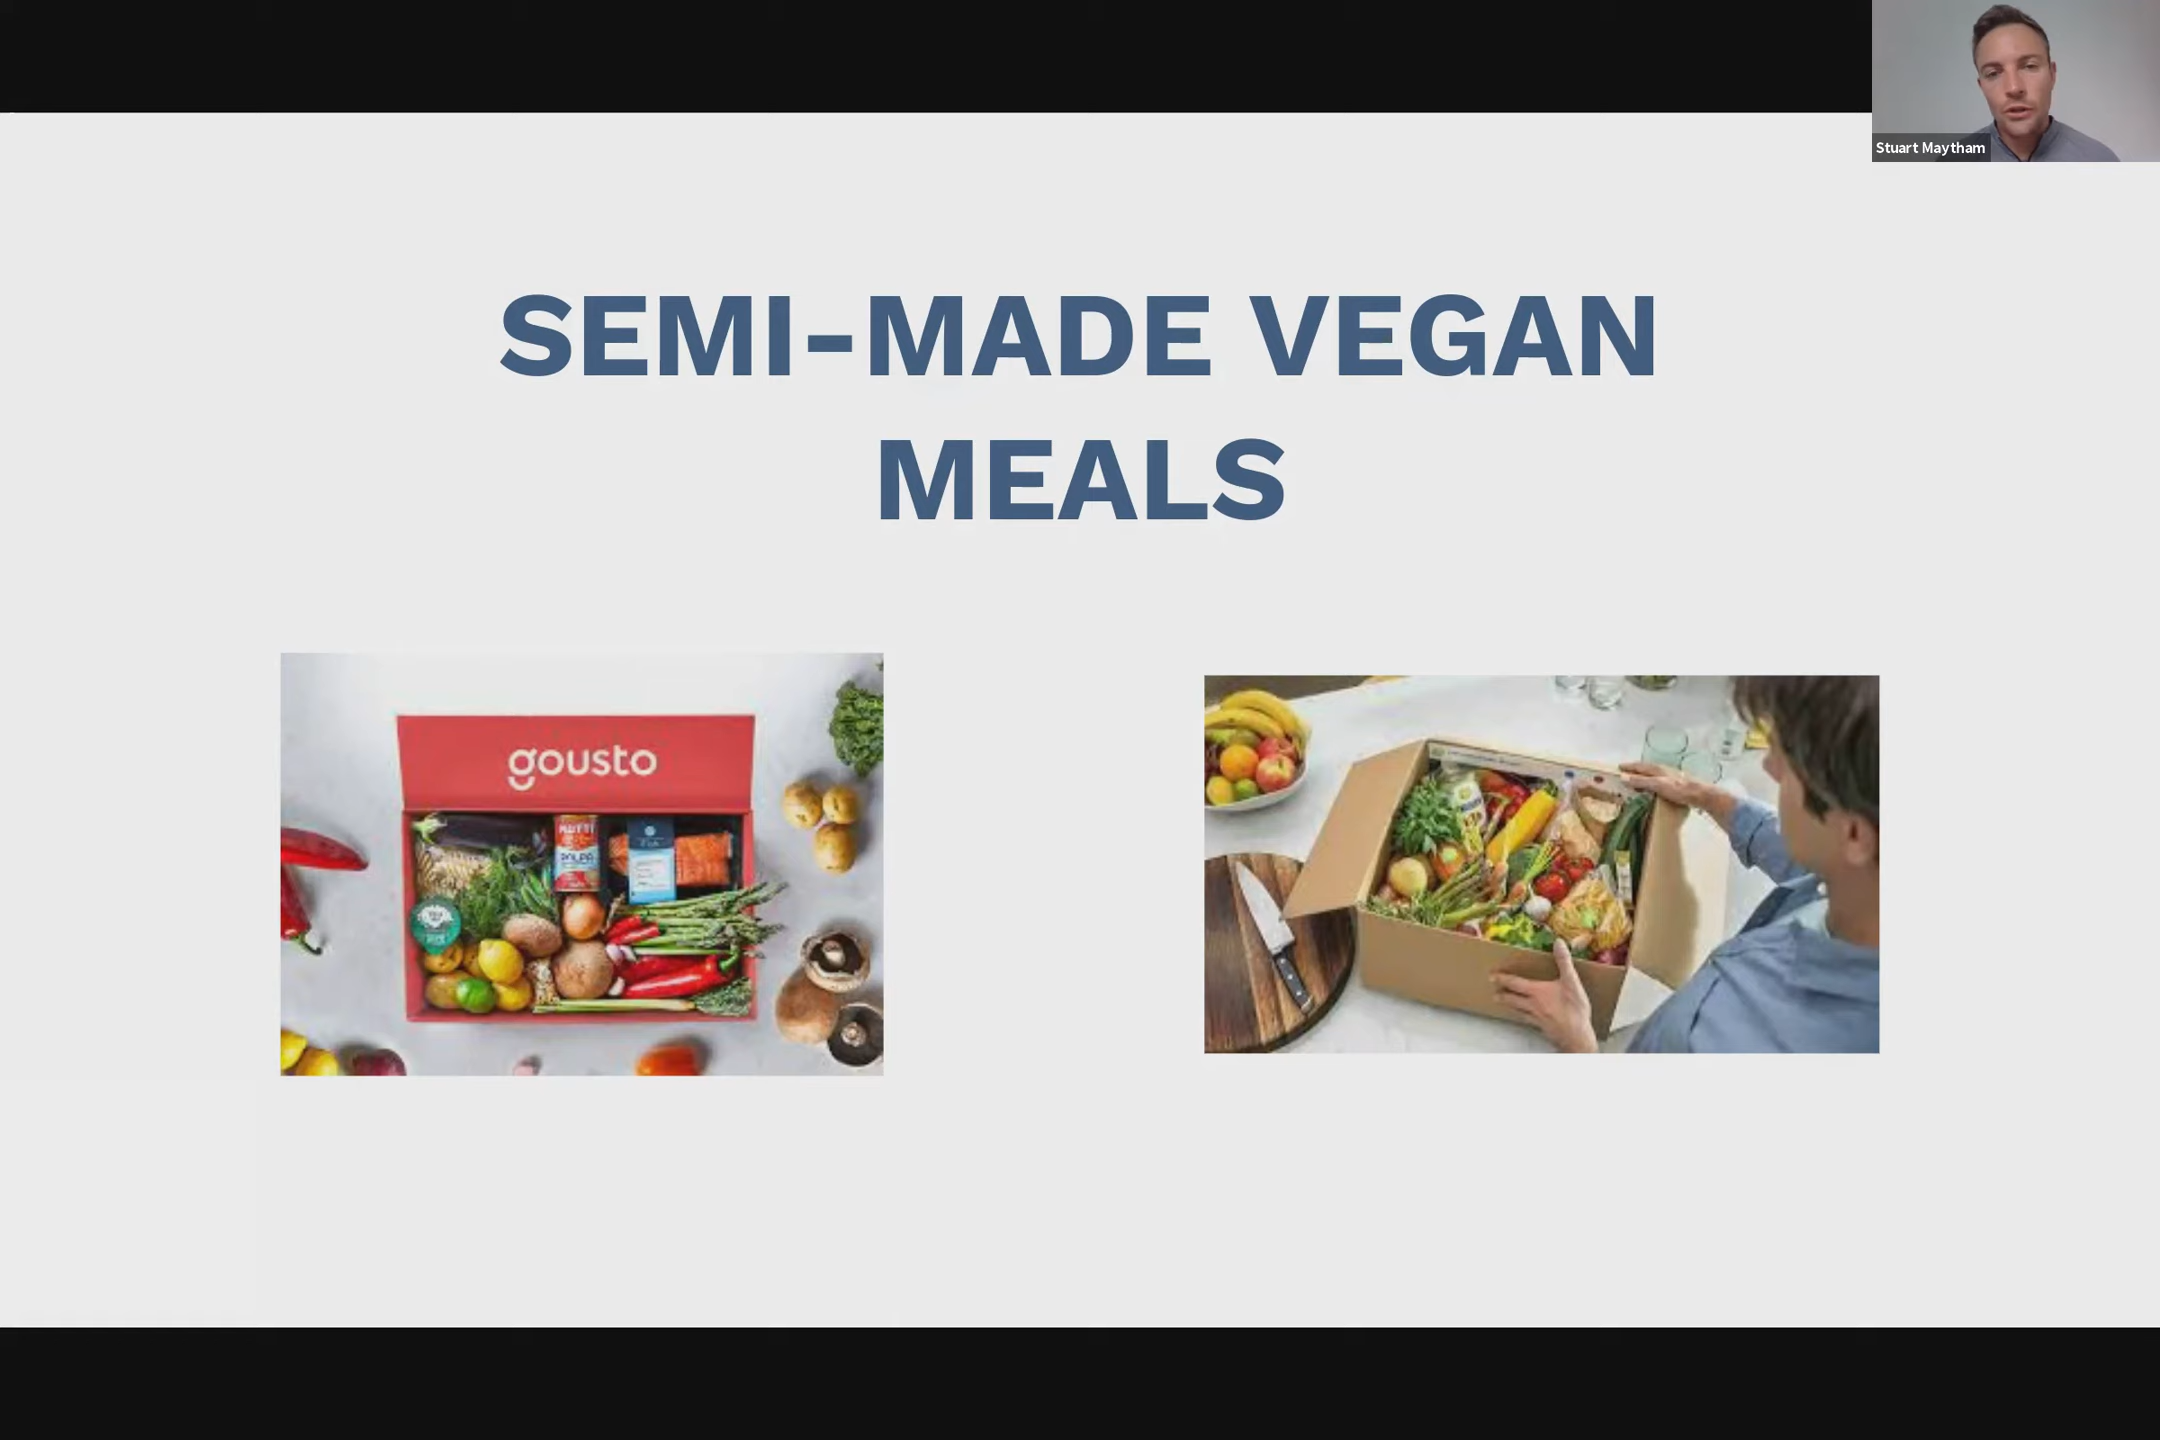 Stuart Maytham
SEMI-MADE VEGAN
MEALS
gousto
MUTTI
POLPA